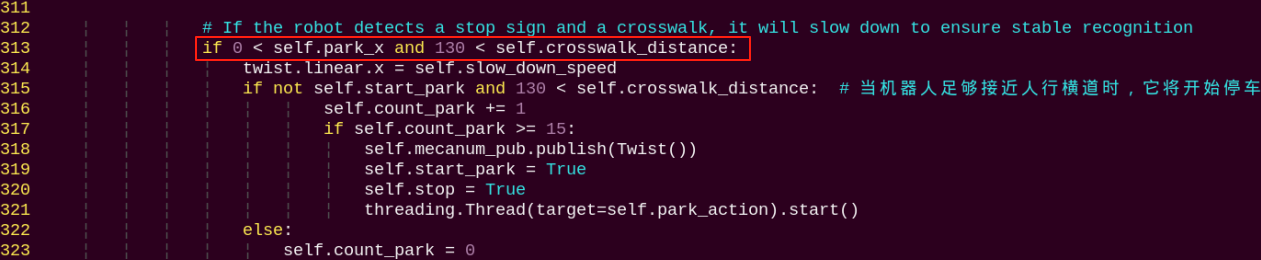 311
312 # If the robot detects a stop sign and a crosswalk, it will slow down to ensure stable recognition
313 if 0 < self.park_x and 130 < self.crosswalk_distance:
314 twist.linear.x = self.slow_down_speed
315 if not self.start_park and 130 < self.crosswalk_distance: # 当机器人足够接近人行横道时，它将开始停车
316 self.count_park += 1
317 if self.count_park >= 15:
318 self.mecanum_pub.publish(Twist())
319 self.start_park = True
320 self.stop = True
321 threading.Thread(target=self.park_action).start()
322 else:
323 self.count_park = 0